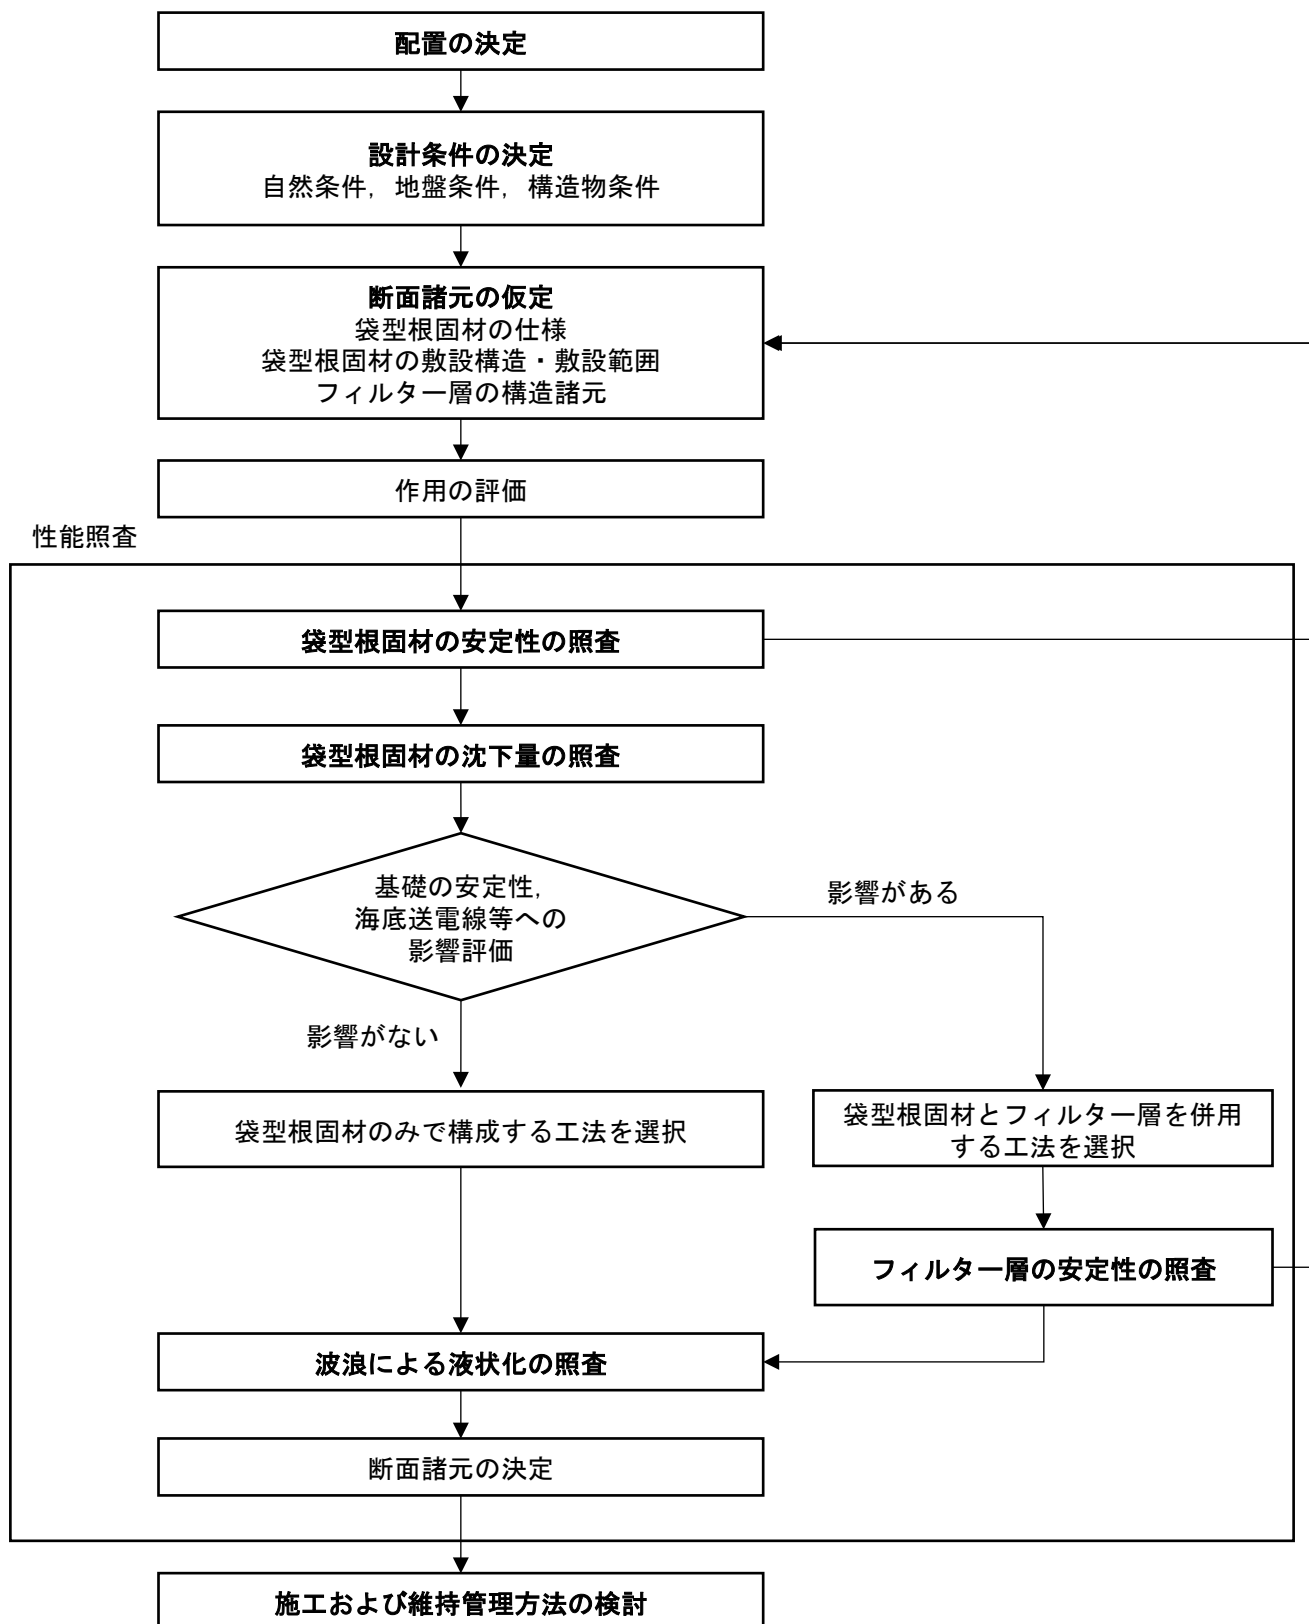 配置の決定
設計条件の決定
自然条件，地盤条件，構造物条件
断面諸元の仮定
袋型根固材の仕様
袋型根固材の敷設構造・敷設範囲
フィルター層の構造諸元
作用の評価
性能照査
袋型根固材の安定性の照査
袋型根固材の沈下量の照査
基礎の安定性，
海底送電線等への
影響評価
影響がある
影響がない
袋型根固材のみで構成する工法を選択
袋型根固材とフィルター層を併用
する工法を選択
フィルター層の安定性の照査
波浪による液状化の照査
断面諸元の決定
施工および維持管理方法の検討